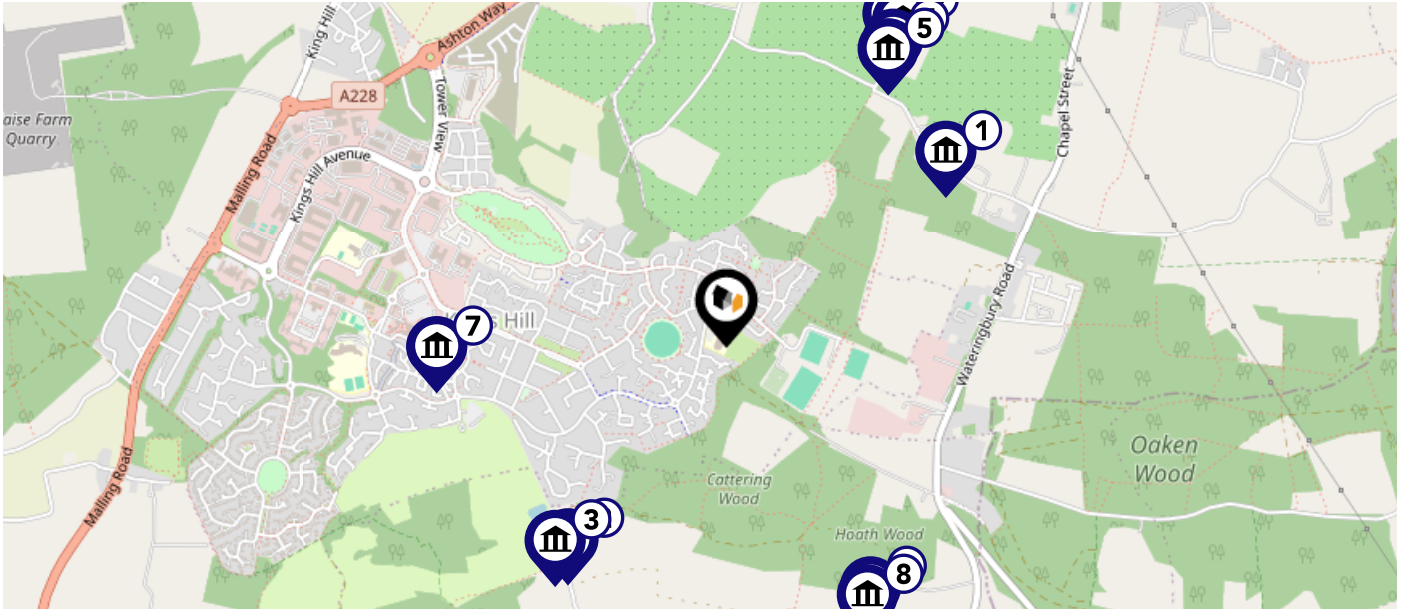 King Hill
Ashton Way
5
A228
Tower View
Chapel Street
aise Farm
Quarry
1
Malling Road
Kings Hill Avenue
Wateringbury Road
7
s Hill
Oaken
Wood
Malling Road
Cattering
Wood
3
Hoath Wood
8